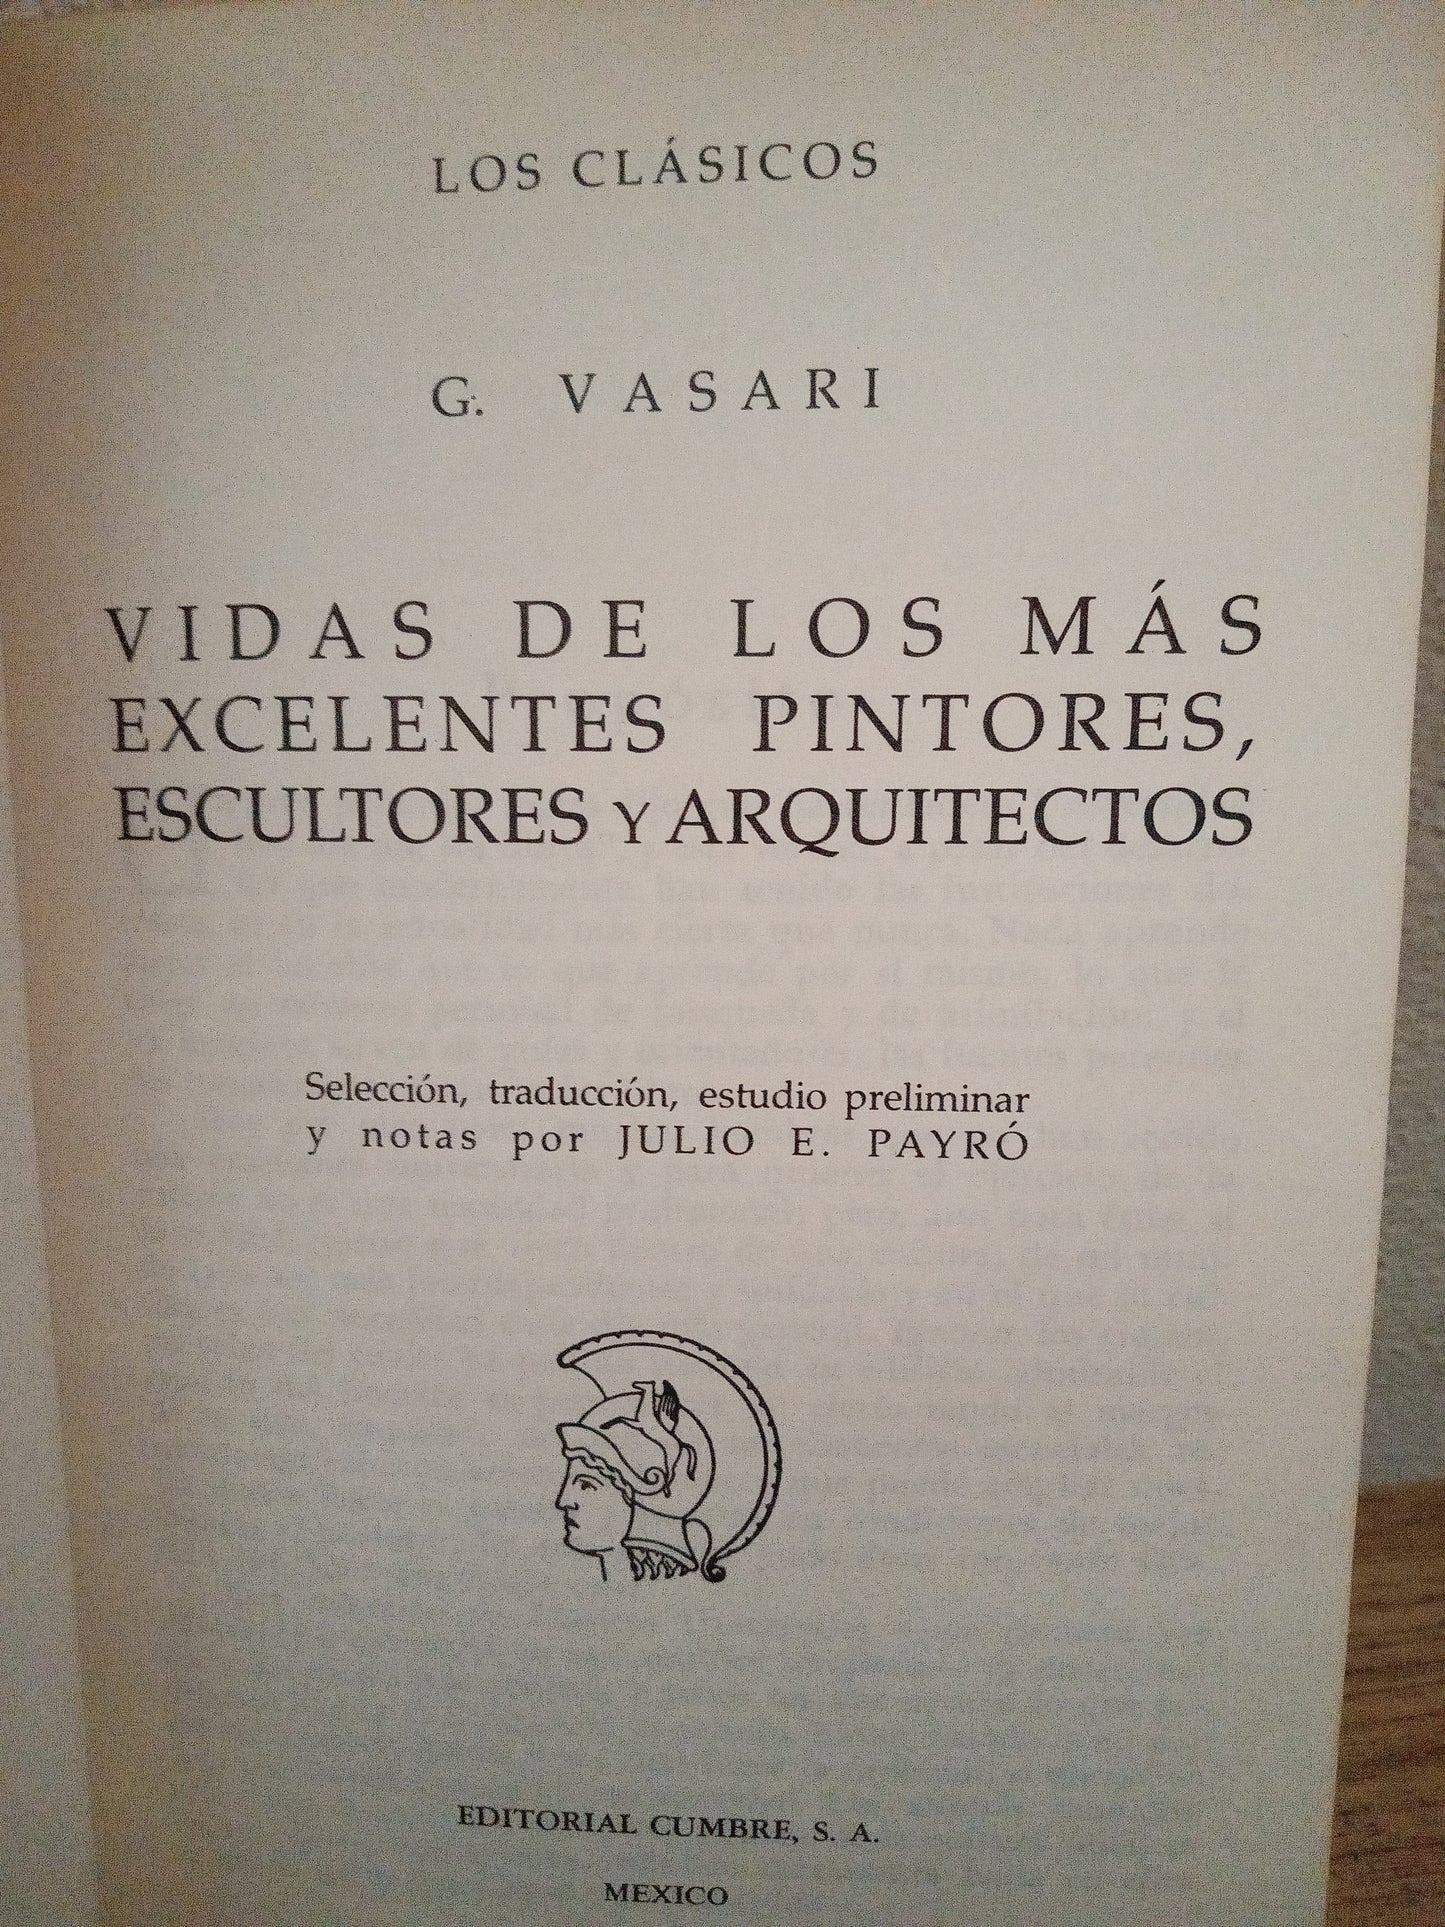 LOS CLÁSICOS
G. VASARI
VIDAS DE LOS MÁS
EXCELENTES PINTORES,
ESCULTORES Y ARQUITECTOS
Selección, traducción, estudio preliminar
y notas por JULIO E. PAYRÓ
EDITORIAL CUMBRE, S. A.
MEXICO